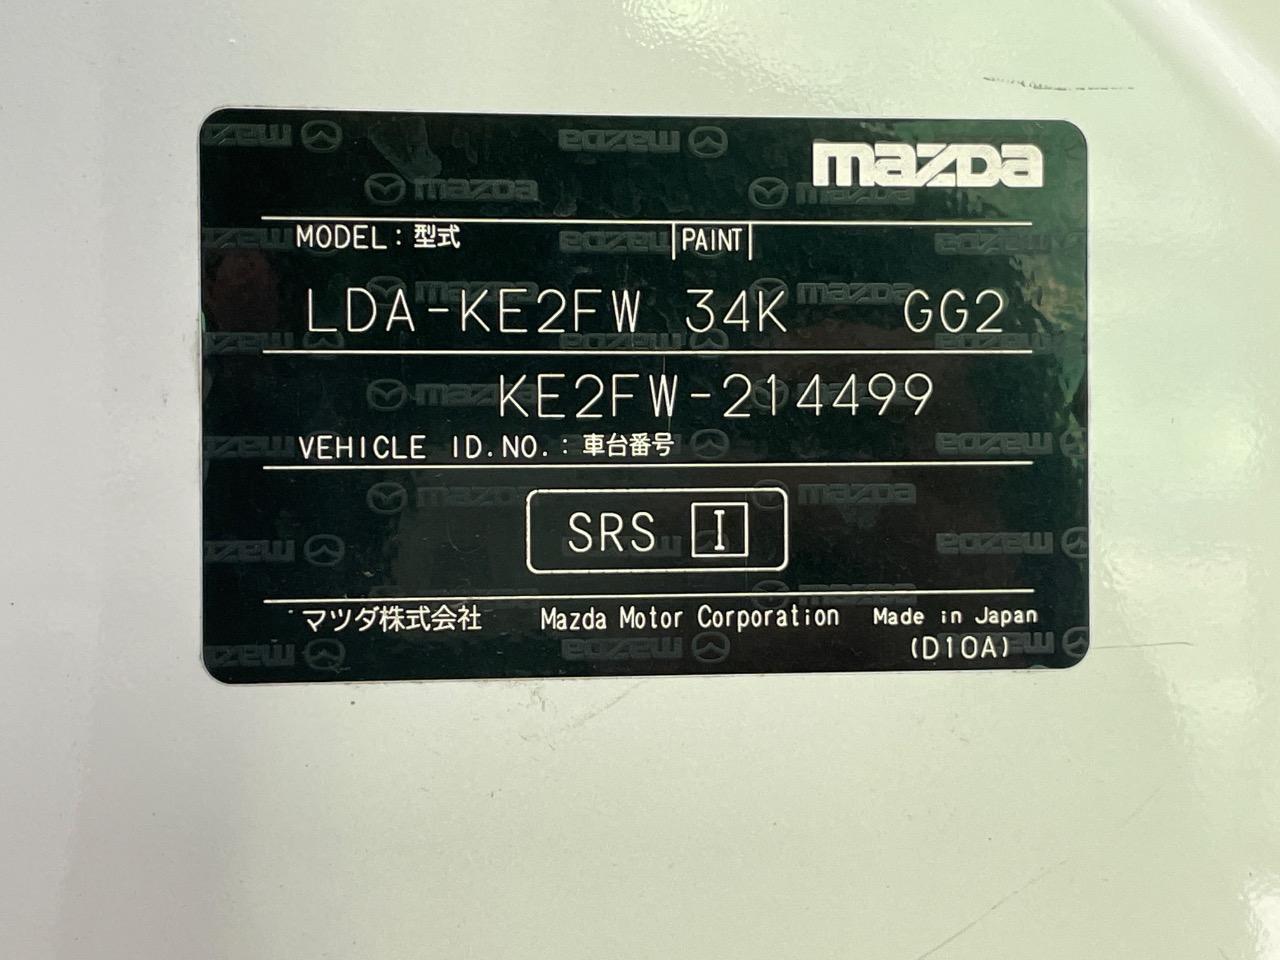 mazda
MODEL：型式 PAINT
LDA-KE2FW 34K GG2
KE2FW-214499
VEHICLE ID.NO.：車台番号
SRS I
マツダ株式会社 Mazda Motor Corporation Made in Japan
(D10A)